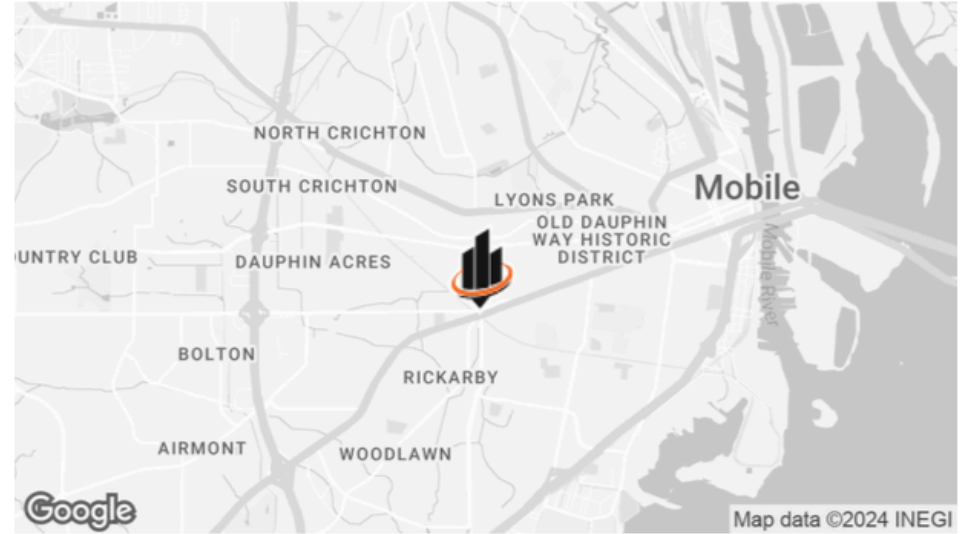 NORTH CRICHTON
SOUTH CRICHTON
Mobile
LYONS PARK
OLD DAUPHIN
WAY HISTORIC
DISTRICT
UNTRY CLUB
DAUPHIN ACRES
Mobile River
BOLTON
RICKARBY
AIRMONT
WOODLAWN
Google
Map data ©2024 INEGI